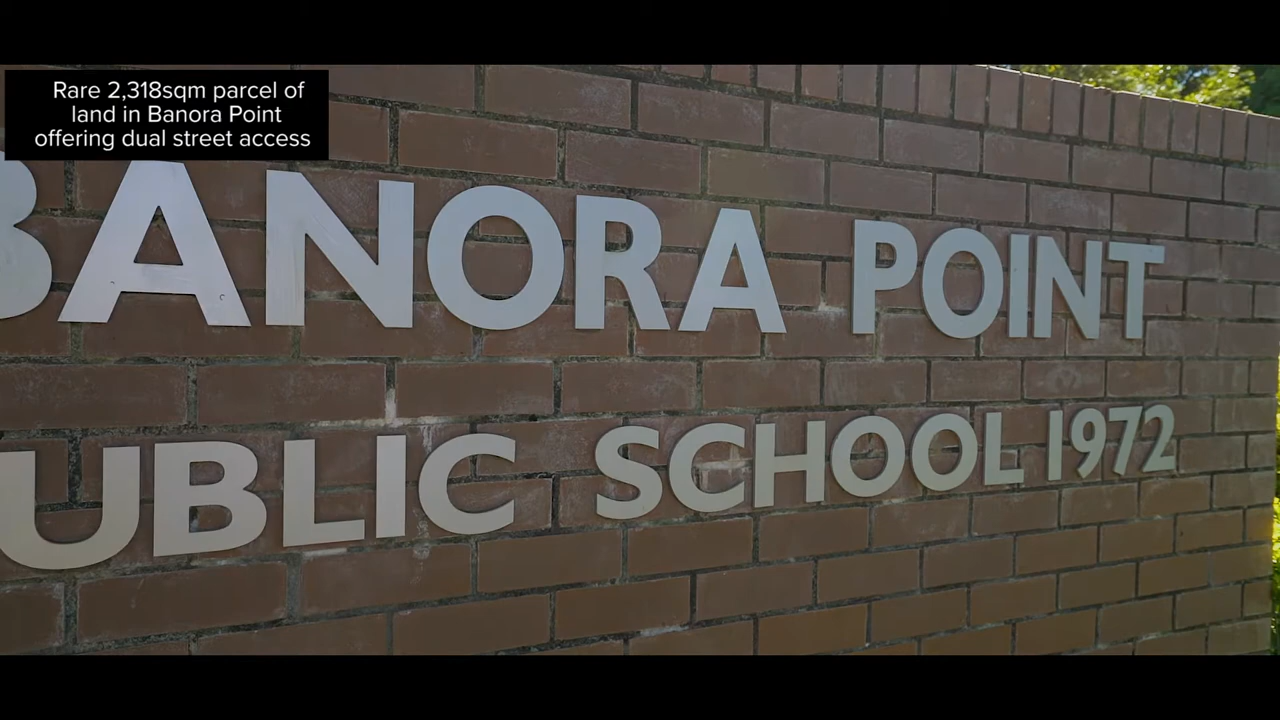 Rare 2,318sqm parcel of
land in Banora Point
offering dual street access
BANORA POINT
UBLIC SCHOOL 1972